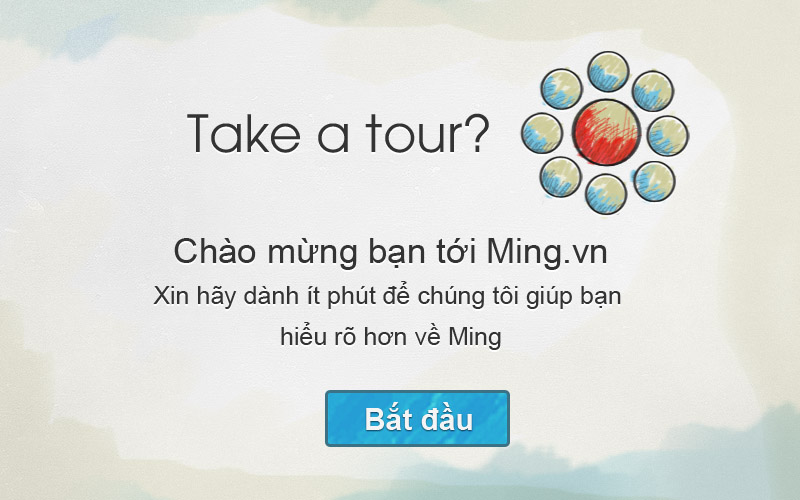 Take a tour?
Chào mừng bạn tới Ming.vn
Xin hãy dành ít phút để chúng tôi giúp bạn
hiểu rõ hơn về Ming
Bắt đầu